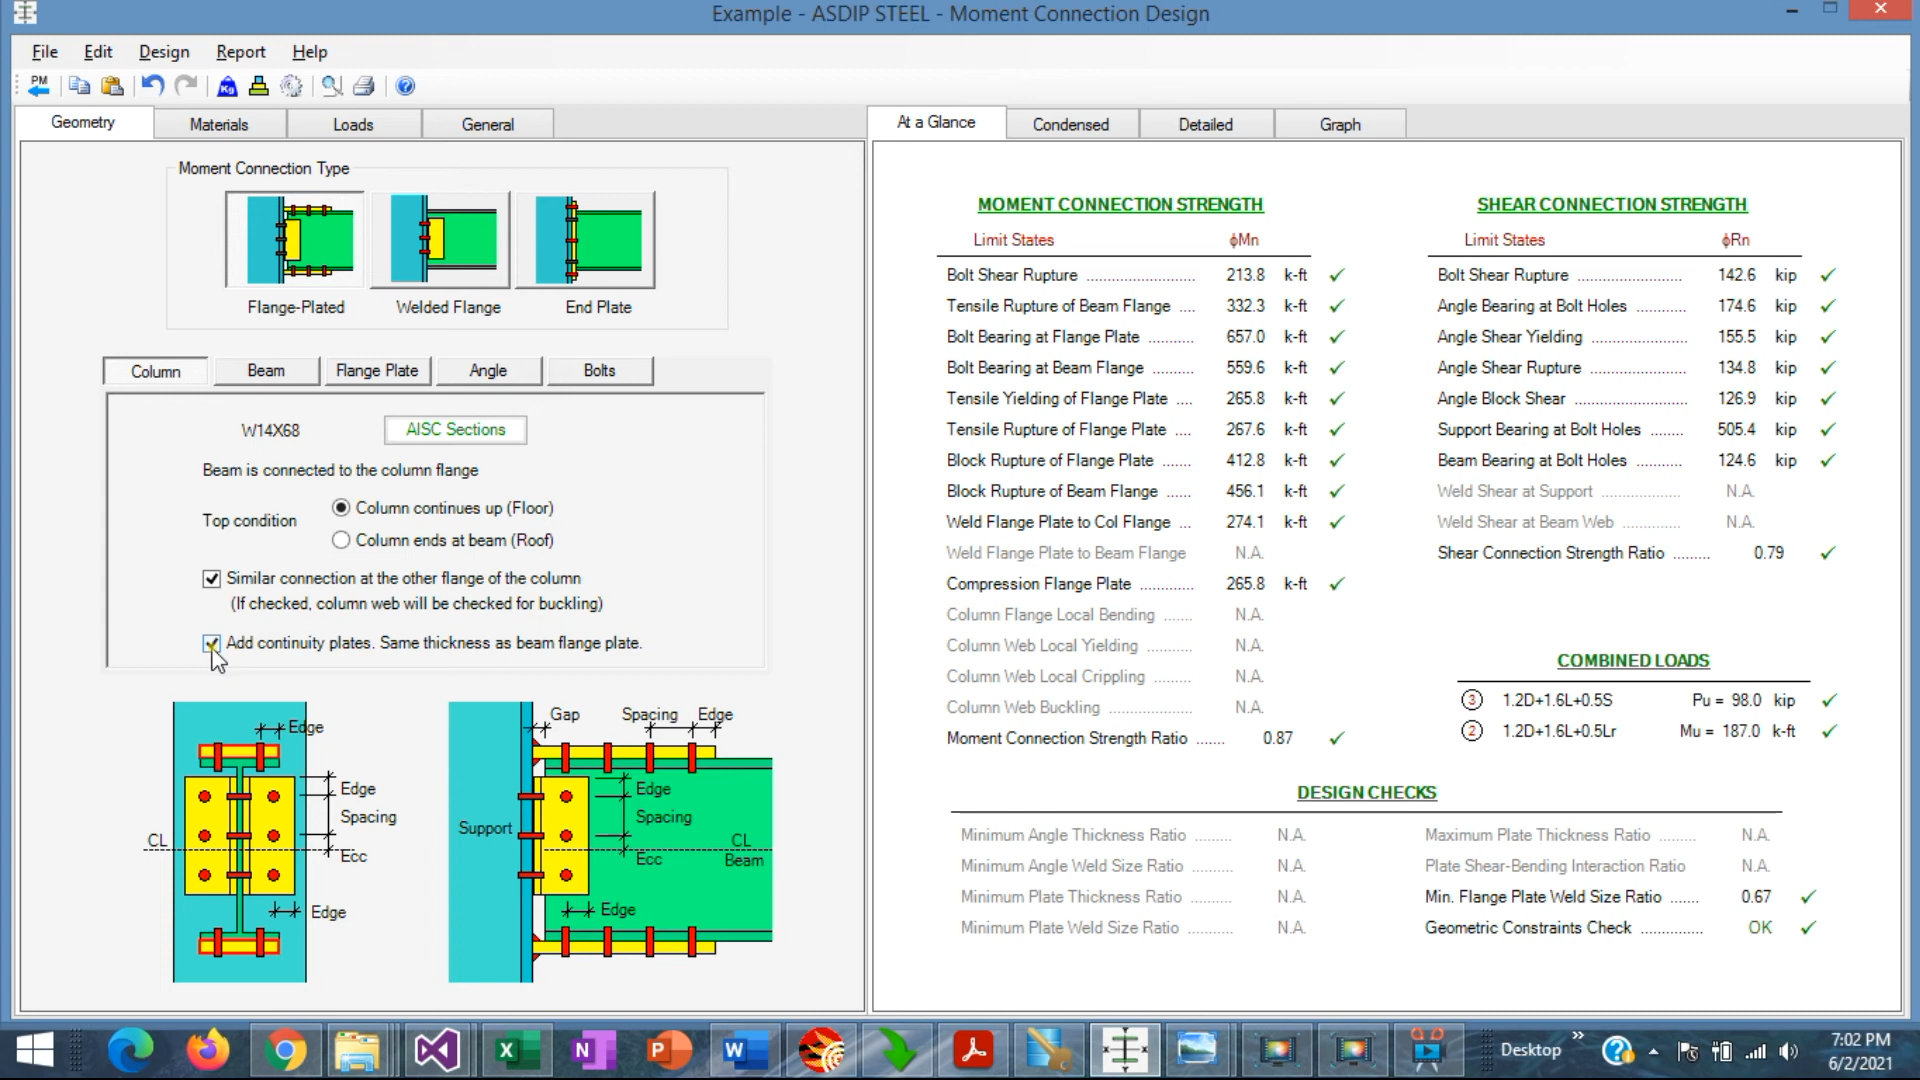 Example - ASDIP STEEL - Moment Connection Design
File Edit Design Report Help
PM
Kg
Geometry Materials Loads General
At a Glance Condensed Detailed Graph
Moment Connection Type
Flange-Plated Welded Flange End Plate
Column Beam Flange Plate Angle Bolts
W14X68 AISC Sections
Beam is connected to the column flange
Top condition
Column continues up (Floor)
Column ends at beam (Roof)
Similar connection at the other flange of the column
(If checked, column web will be checked for buckling)
Add continuity plates. Same thickness as beam flange plate.
Edge
Edge
Spacing
CL
Ecc
Edge
Gap Spacing Edge
Edge
Support Spacing
CL
Ecc Beam
Edge
MOMENT CONNECTION STRENGTH
Limit States ϕMn
Bolt Shear Rupture .......................... 213.8 k-ft ✓
Tensile Rupture of Beam Flange .... 332.3 k-ft ✓
Bolt Bearing at Flange Plate .......... 657.0 k-ft ✓
Bolt Bearing at Beam Flange ......... 559.6 k-ft ✓
Tensile Yielding of Flange Plate .... 265.8 k-ft ✓
Tensile Rupture of Flange Plate .... 267.6 k-ft ✓
Block Rupture of Flange Plate ....... 412.8 k-ft ✓
Block Rupture of Beam Flange ...... 456.1 k-ft ✓
Weld Flange Plate to Col Flange ... 274.1 k-ft ✓
Weld Flange Plate to Beam Flange N.A.
Compression Flange Plate ............. 265.8 k-ft ✓
Column Flange Local Bending ....... N.A.
Column Web Local Yielding ........... N.A.
Column Web Local Crippling ......... N.A.
Column Web Buckling .................... N.A.
Moment Connection Strength Ratio ....... 0.87 ✓
SHEAR CONNECTION STRENGTH
Limit States ϕRn
Bolt Shear Rupture ......................... 142.6 kip ✓
Angle Bearing at Bolt Holes ............ 174.6 kip ✓
Angle Shear Yielding ........................ 155.5 kip ✓
Angle Shear Rupture ...................... 134.8 kip ✓
Angle Block Shear ........................... 126.9 kip ✓
Support Bearing at Bolt Holes ........ 505.4 kip ✓
Beam Bearing at Bolt Holes ............ 124.6 kip ✓
Weld Shear at Support .................... N.A.
Weld Shear at Beam Web ............... N.A.
Shear Connection Strength Ratio ......... 0.79 ✓
COMBINED LOADS
3 1.2D+1.6L+0.5S Pu = 98.0 kip ✓
2 1.2D+1.6L+0.5Lr Mu = 187.0 k-ft ✓
DESIGN CHECKS
Minimum Angle Thickness Ratio ......... N.A.
Minimum Angle Weld Size Ratio .......... N.A.
Minimum Plate Thickness Ratio .......... N.A.
Minimum Plate Weld Size Ratio ........... N.A.
Maximum Plate Thickness Ratio ......... N.A.
Plate Shear-Bending Interaction Ratio N.A.
Min. Flange Plate Weld Size Ratio ....... 0.67 ✓
Geometric Constraints Check .............. OK ✓
X N P W
Desktop »
7:02 PM
6/2/2021